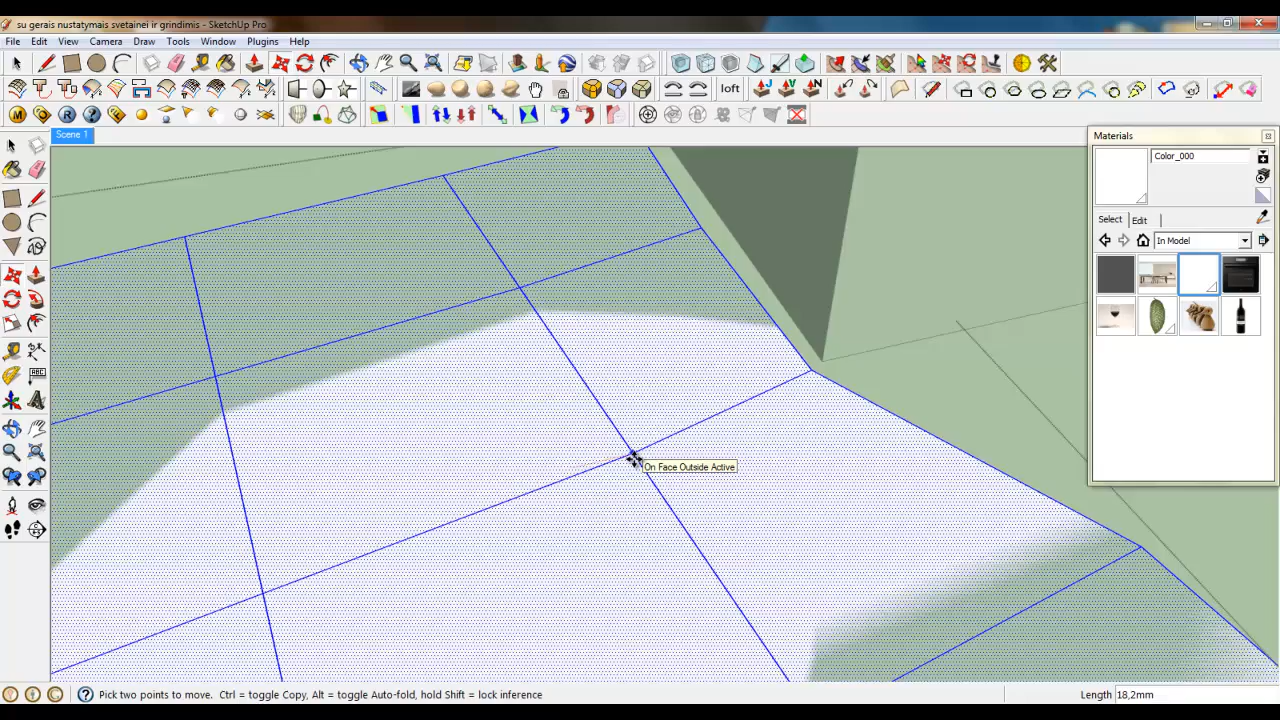 su gerais nustatymais svetainei ir grindimis - SketchUp Pro
File Edit View Camera Draw Tools Window Plugins Help
loft
Scene 1
Materials
Color_000
Select Edit
In Model
On Face Outside Active
Pick two points to move. Ctrl = toggle Copy, Alt = toggle Auto-fold, hold Shift = lock inference
Length 18,2mm